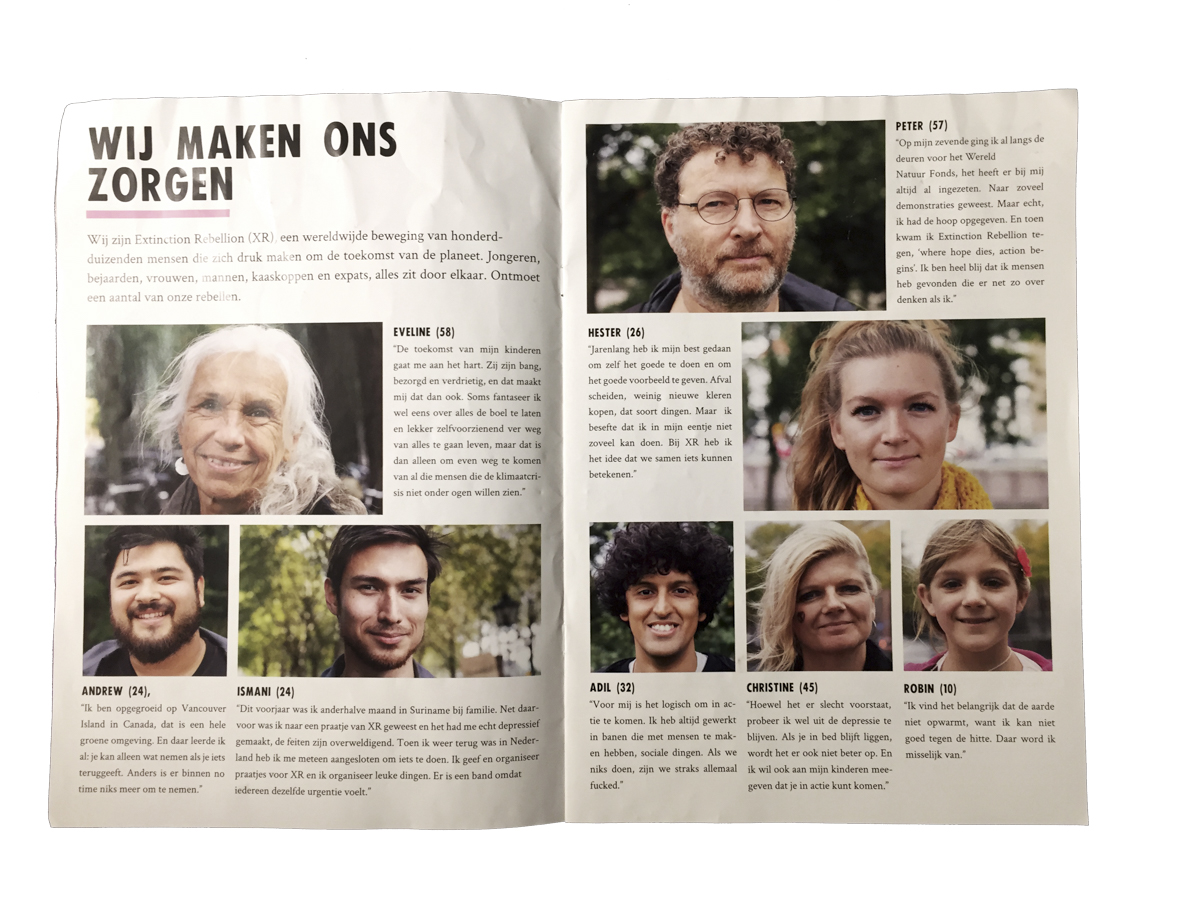 WIJ MAKEN ONS
ZORGEN
Wij zijn Extinction Rebellion (XR), een wereldwijde beweging van honderd-
duizenden mensen die zich druk maken om de toekomst van de planeet. Jongeren,
bejaarden, vrouwen, mannen, kaaskoppen en expats, alles zit door elkaar. Ontmoet
een aantal van onze rebellen.
EVELINE (58)
"De toekomst van mijn kinderen
gaat me aan het hart. Zij zijn bang,
bezorgd en verdrietig, en dat maakt
mij dat dan ook. Soms fantaseer ik
wel eens over alles de boel te laten
en lekker zelfvoorzienend ver weg
van alles te gaan leven, maar dat is
dan alleen om even weg te komen
van al die mensen die de klimaatcri-
sis niet onder ogen willen zien."
ANDREW (24),
"Ik ben opgegroeid op Vancouver
Island in Canada, dat is een hele
groene omgeving. En daar leerde ik
al: je kan alleen wat nemen als je iets
teruggeeft. Anders is er binnen no
time niks meer om te nemen."
ISMANI (24)
"Dit voorjaar was ik anderhalve maand in Suriname bij familie. Net daar-
voor was ik naar een praatje van XR geweest en het had me echt depressief
gemaakt, de feiten zijn overweldigend. Toen ik weer terug was in Neder-
land heb ik me meteen aangesloten om iets te doen. Ik geef en organiseer
praatjes voor XR en ik organiseer leuke dingen. Er is een band omdat
iedereen dezelfde urgentie voelt."
PETER (57)
"Op mijn zevende ging ik al langs de
deuren voor het Wereld
Natuur Fonds, het heeft er bij mij
altijd al ingezeten. Naar zoveel
demonstraties geweest. Maar echt,
ik had de hoop opgegeven. En toen
kwam ik Extinction Rebellion te-
gen, 'where hope dies, action be-
gins'. Ik ben heel blij dat ik mensen
heb gevonden die er net zo over
denken als ik."
HESTER (26)
"Jarenlang heb ik mijn best gedaan
om zelf het goede te doen en om
het goede voorbeeld te geven. Afval
scheiden, weinig nieuwe kleren
kopen, dat soort dingen. Maar ik
besefte dat ik in mijn eentje niet
zoveel kan doen. Bij XR heb ik
het idee dat we samen iets kunnen
betekenen."
ADIL (32)
"Voor mij is het logisch om in ac-
tie te komen. Ik heb altijd gewerkt
in banen die met mensen te mak-
en hebben, sociale dingen. Als we
niks doen, zijn we straks allemaal
fucked."
CHRISTINE (45)
"Hoewel het er slecht voorstaat,
probeer ik wel uit de depressie te
blijven. Als je in bed blijft liggen,
wordt het er ook niet beter op. En
ik wil ook aan mijn kinderen mee-
geven dat je in actie kunt komen."
ROBIN (10)
"Ik vind het belangrijk dat de aarde
niet opwarmt, want ik kan niet
goed tegen de hitte. Daar word ik
misselijk van."